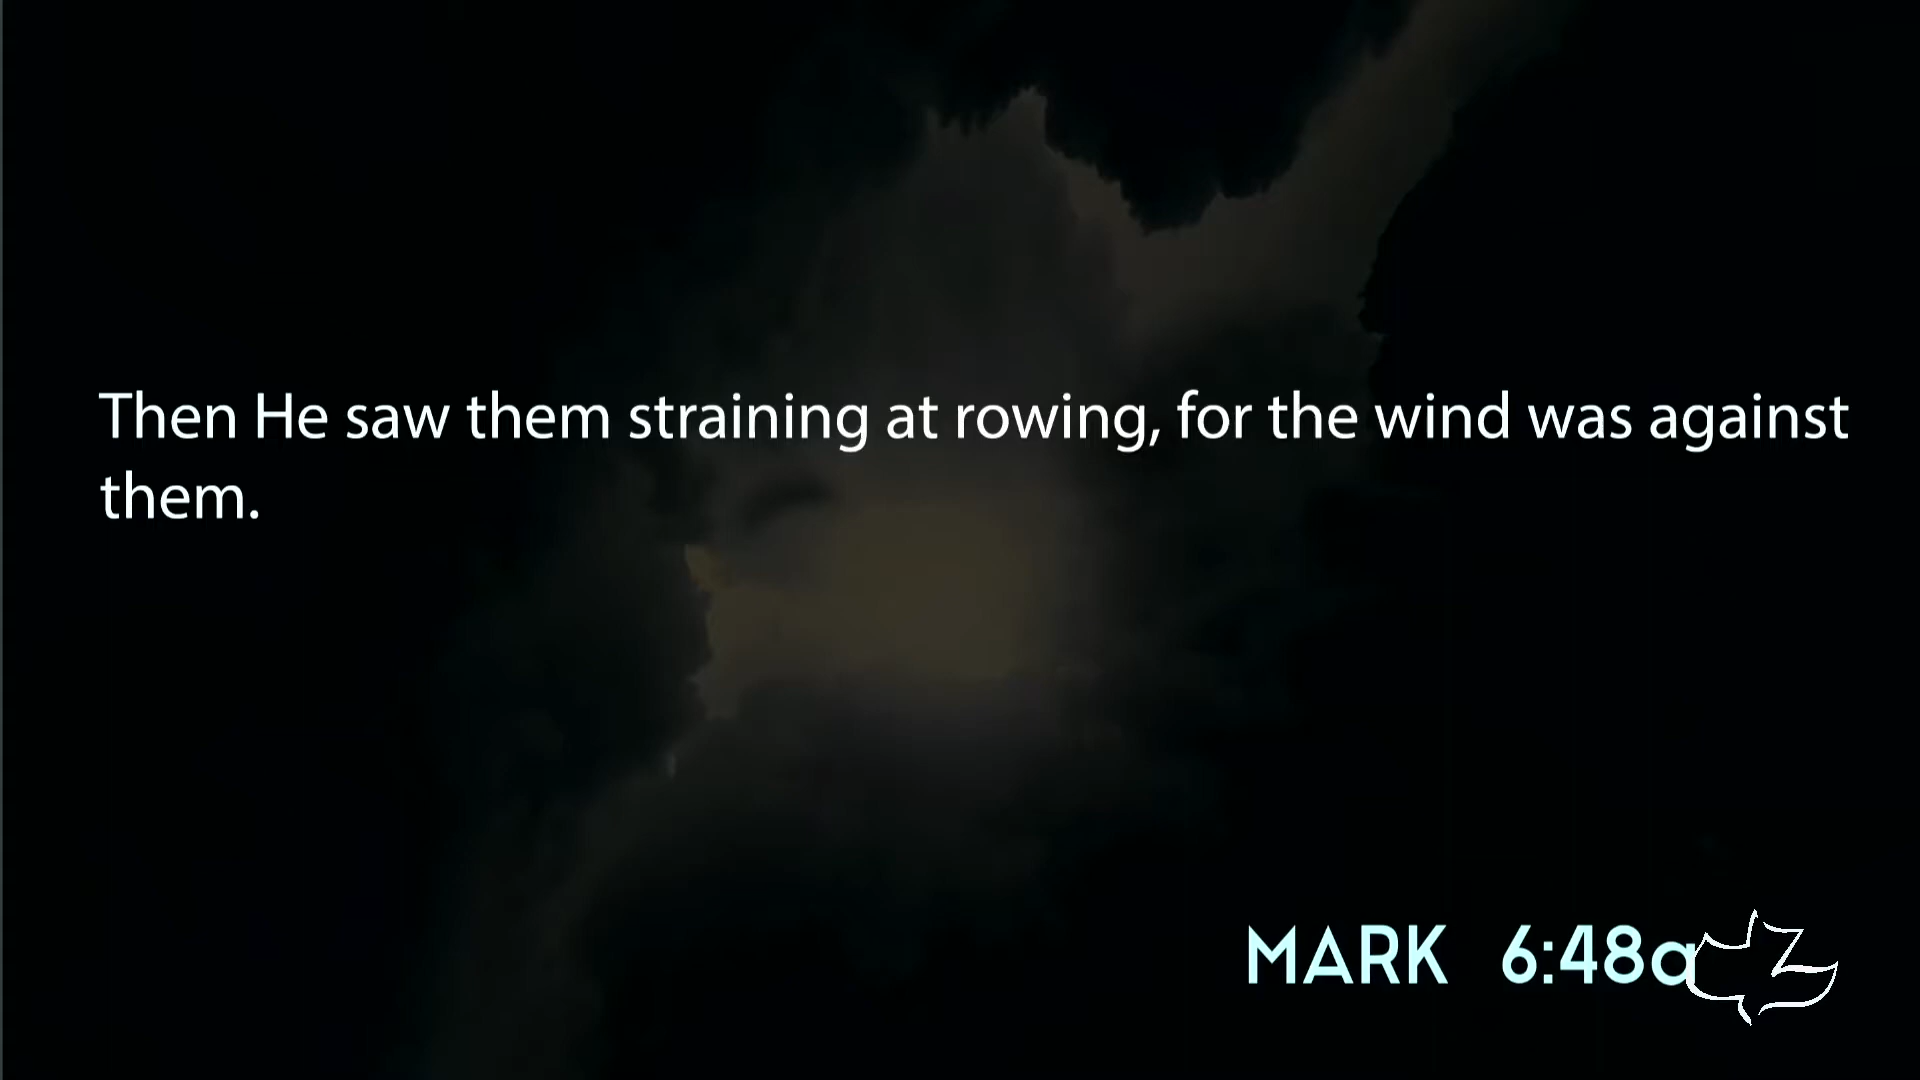 Then He saw them straining at rowing, for the wind was against
them.
MARK 6:48a